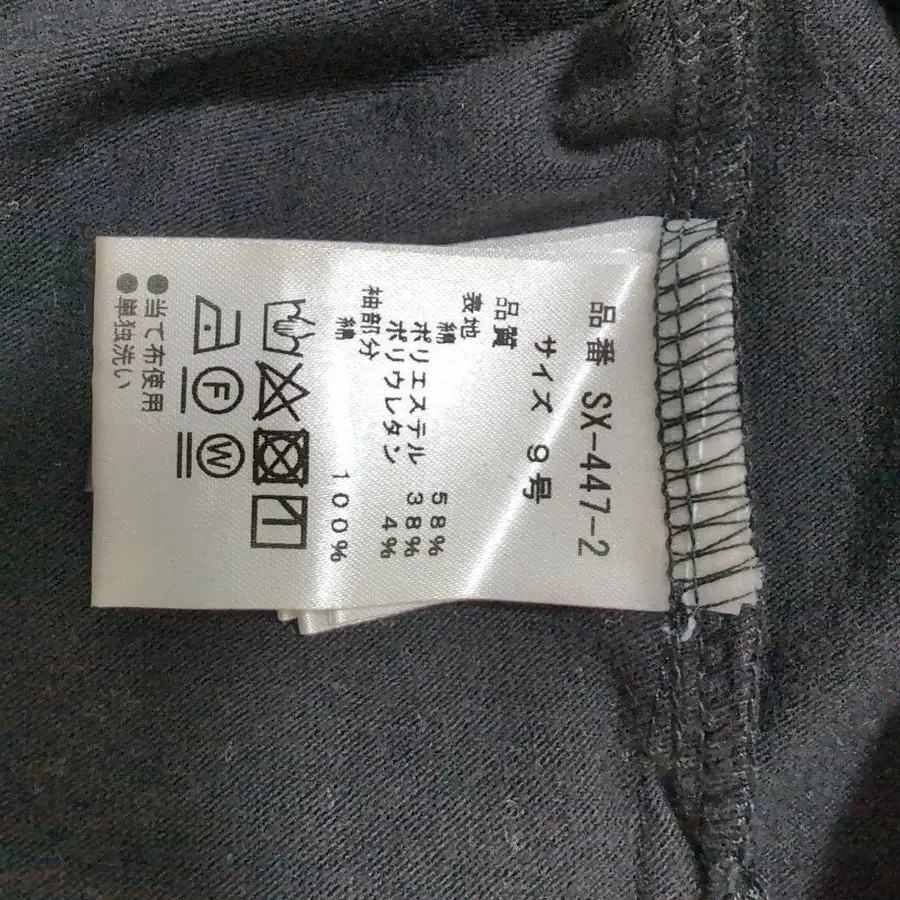 品番 SX-447-2
サイズ 9号
品質
表地
綿 58%
ポリエステル 38%
ポリウレタン 4%
袖部分
綿 100%
F W
●当て布使用
●単独洗い